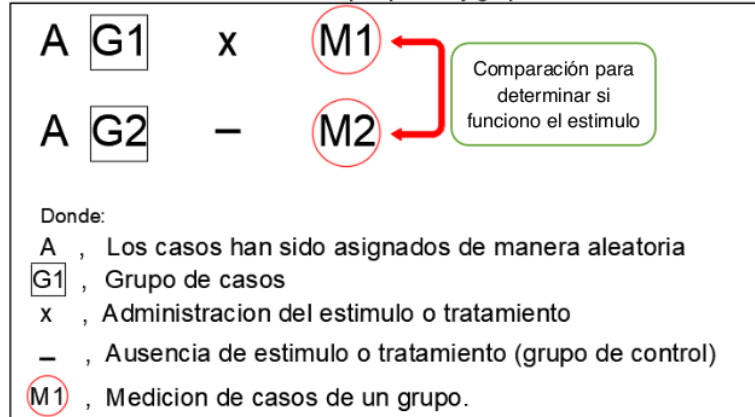 A G1 x M1
Comparación para
determinar si
funciono el estimulo
A G2 – M2
Donde:
A , Los casos han sido asignados de manera aleatoria
G1 , Grupo de casos
x , Administracion del estimulo o tratamiento
– , Ausencia de estimulo o tratamiento (grupo de control)
M1 , Medicion de casos de un grupo.